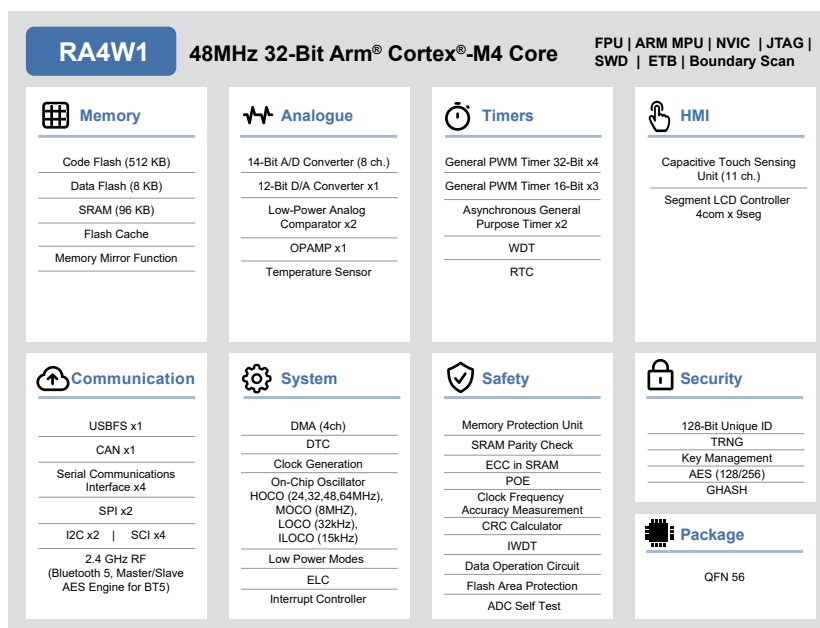 RA4W1
48MHz 32-Bit Arm® Cortex®-M4 Core
FPU | ARM MPU | NVIC | JTAG |
SWD | ETB | Boundary Scan
Memory
Code Flash (512 KB)
Data Flash (8 KB)
SRAM (96 KB)
Flash Cache
Memory Mirror Function
Analogue
14-Bit A/D Converter (8 ch.)
12-Bit D/A Converter x1
Low-Power Analog
Comparator x2
OPAMP x1
Temperature Sensor
Timers
General PWM Timer 32-Bit x4
General PWM Timer 16-Bit x3
Asynchronous General
Purpose Timer x2
WDT
RTC
HMI
Capacitive Touch Sensing
Unit (11 ch.)
Segment LCD Controller
4com x 9seg
Communication
USBFS x1
CAN x1
Serial Communications
Interface x4
SPI x2
I2C x2 | SCI x4
2.4 GHz RF
(Bluetooth 5, Master/Slave
AES Engine for BT5)
System
DMA (4ch)
DTC
Clock Generation
On-Chip Oscillator
HOCO (24,32,48,64MHz),
MOCO (8MHZ),
LOCO (32kHz),
ILOCO (15kHz)
Low Power Modes
ELC
Interrupt Controller
Safety
Memory Protection Unit
SRAM Parity Check
ECC in SRAM
POE
Clock Frequency
Accuracy Measurement
CRC Calculator
IWDT
Data Operation Circuit
Flash Area Protection
ADC Self Test
Security
128-Bit Unique ID
TRNG
Key Management
AES (128/256)
GHASH
Package
QFN 56